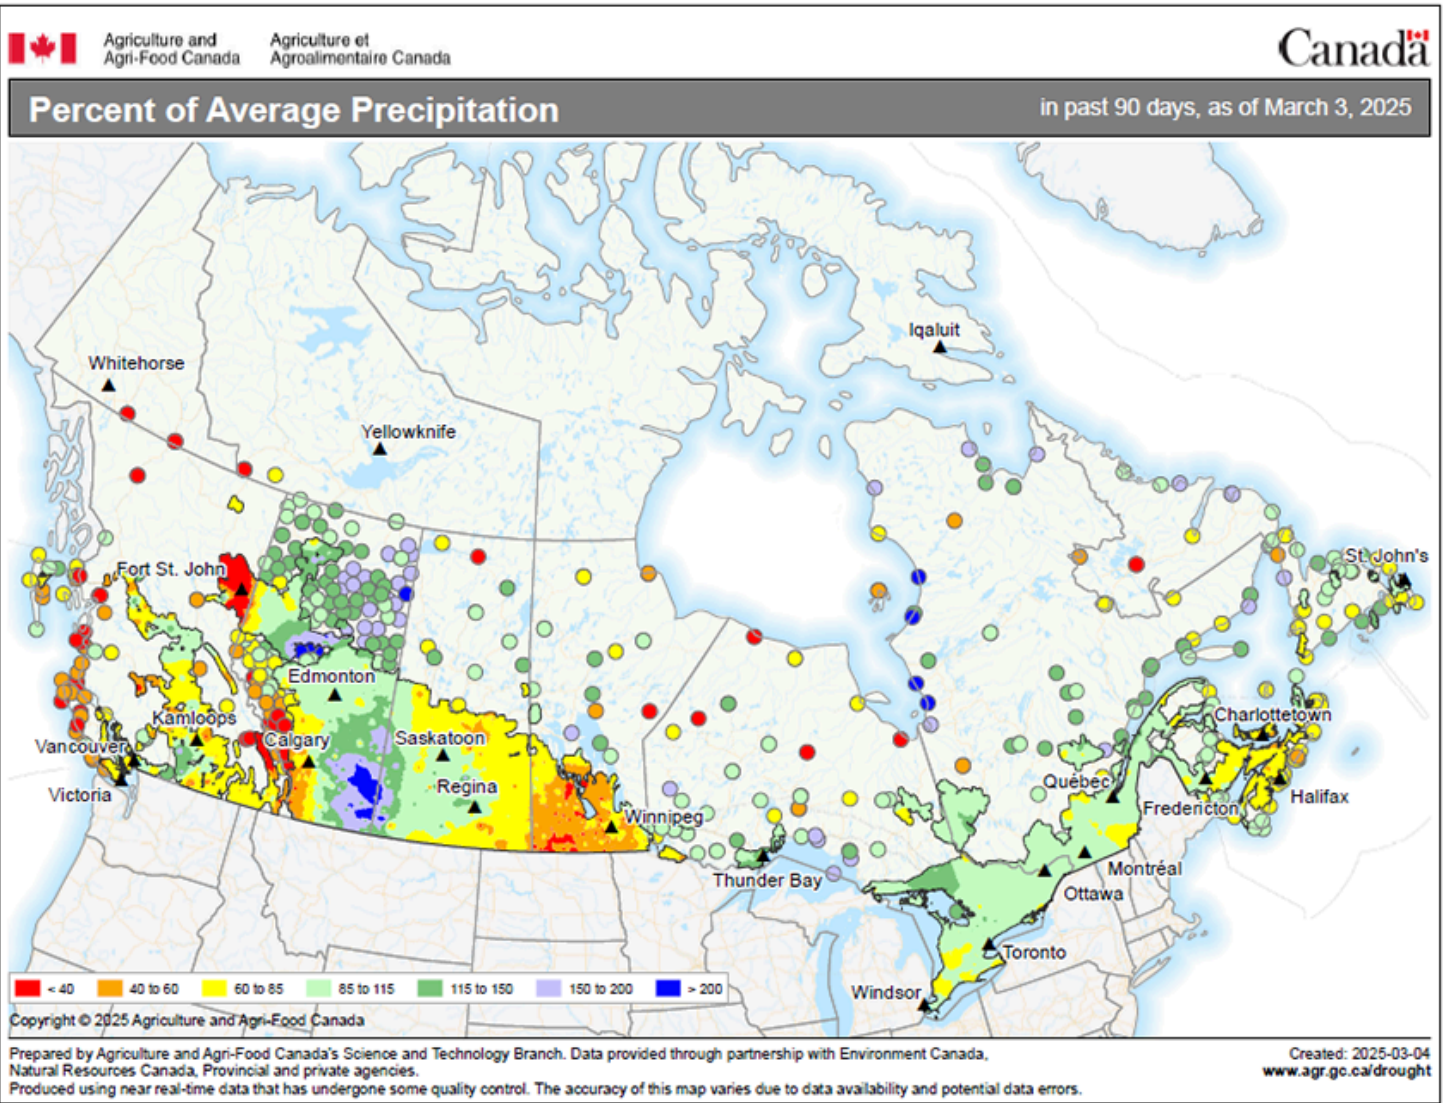 Agriculture and
Agri-Food Canada
Agriculture et
Agroalimentaire Canada
Canada
Percent of Average Precipitation
in past 90 days, as of March 3, 2025
Iqaluit
Whitehorse
Yellowknife
St. John's
Fort St. John
Edmonton
Charlottetown
Kamloops
Calgary
Saskatoon
Vancouver
Québec
Regina
Victoria
Halifax
Fredericton
Winnipeg
Montréal
Thunder Bay
Ottawa
Toronto
Windsor
< 40
40 to 60
60 to 85
85 to 115
115 to 150
150 to 200
> 200
Copyright © 2025 Agriculture and Agri-Food Canada
Prepared by Agriculture and Agri-Food Canada's Science and Technology Branch. Data provided through partnership with Environment Canada,
Natural Resources Canada, Provincial and private agencies.
Produced using near real-time data that has undergone some quality control. The accuracy of this map varies due to data availability and potential data errors.
Created: 2025-03-04
www.agr.gc.ca/drought